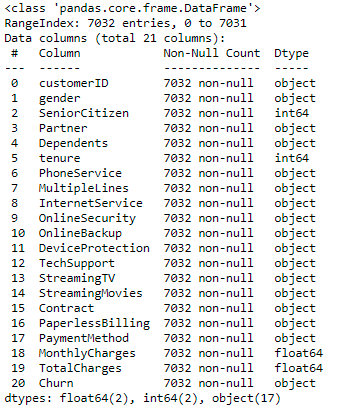 <class 'pandas.core.frame.DataFrame'>
RangeIndex: 7032 entries, 0 to 7031
Data columns (total 21 columns):
 #   Column            Non-Null Count  Dtype
---  ------            --------------  -----
 0   customerID        7032 non-null   object
 1   gender            7032 non-null   object
 2   SeniorCitizen     7032 non-null   int64
 3   Partner           7032 non-null   object
 4   Dependents        7032 non-null   object
 5   tenure            7032 non-null   int64
 6   PhoneService      7032 non-null   object
 7   MultipleLines     7032 non-null   object
 8   InternetService   7032 non-null   object
 9   OnlineSecurity    7032 non-null   object
 10  OnlineBackup      7032 non-null   object
 11  DeviceProtection  7032 non-null   object
 12  TechSupport       7032 non-null   object
 13  StreamingTV       7032 non-null   object
 14  StreamingMovies   7032 non-null   object
 15  Contract          7032 non-null   object
 16  PaperlessBilling  7032 non-null   object
 17  PaymentMethod     7032 non-null   object
 18  MonthlyCharges    7032 non-null   float64
 19  TotalCharges      7032 non-null   float64
 20  Churn             7032 non-null   object
dtypes: float64(2), int64(2), object(17)